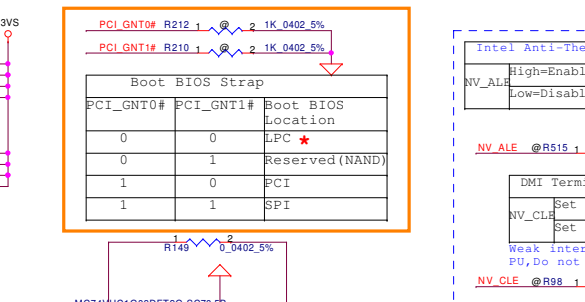 3VS
PCI_GNT0# R212 1 @ 2 1K_0402_5%
PCI_GNT1# R210 1 @ 2 1K_0402_5%
Boot BIOS Strap
PCI_GNT0# PCI_GNT1# Boot BIOS Location
0 0 LPC *
0 1 Reserved(NAND)
1 0 PCI
1 1 SPI
1 2
R149 0_0402_5%
Intel Anti-The
NV_ALE High=Enabl
Low=Disabl
NV_ALE @R515 1
DMI Termi
NV_CLE Set
Set
Weak inter
PU,Do not
NV_CLE @R98 1